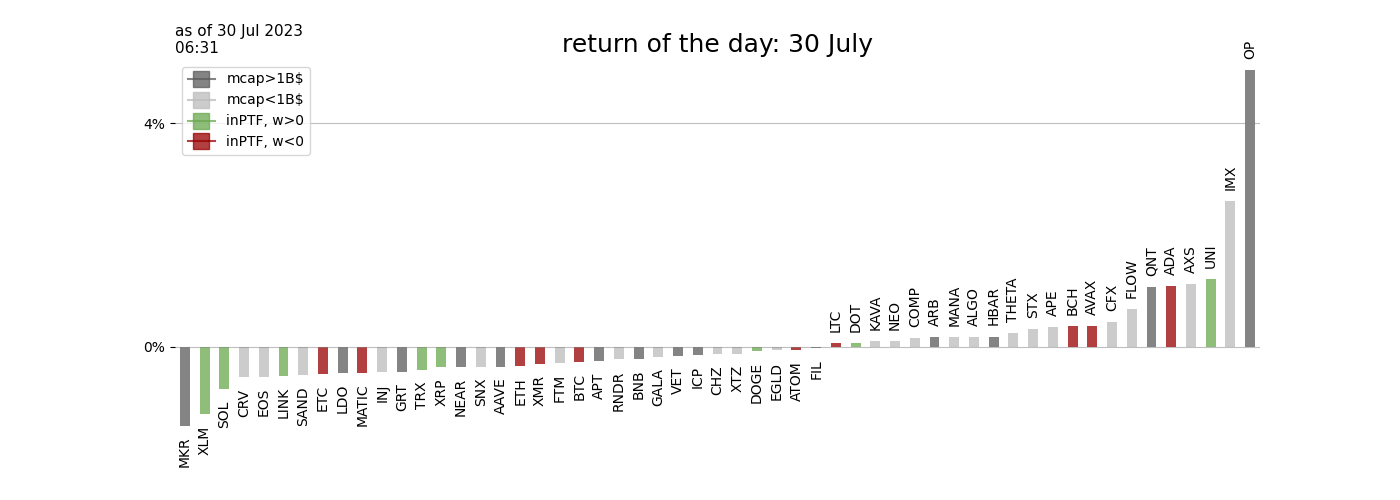 as of 30 Jul 2023
06:31
return of the day: 30 July
mcap>1B$
mcap<1B$
inPTF, w>0
inPTF, w<0
4%
0%
MKR
XLM
SOL
CRV
EOS
LINK
SAND
ETC
LDO
MATIC
INJ
GRT
TRX
XRP
NEAR
SNX
AAVE
ETH
XMR
FTM
BTC
APT
RNDR
BNB
GALA
VET
ICP
CHZ
XTZ
DOGE
EGLD
ATOM
FIL
LTC
DOT
KAVA
NEO
COMP
ARB
MANA
ALGO
HBAR
THETA
STX
APE
BCH
AVAX
CFX
FLOW
QNT
ADA
AXS
UNI
IMX
OP